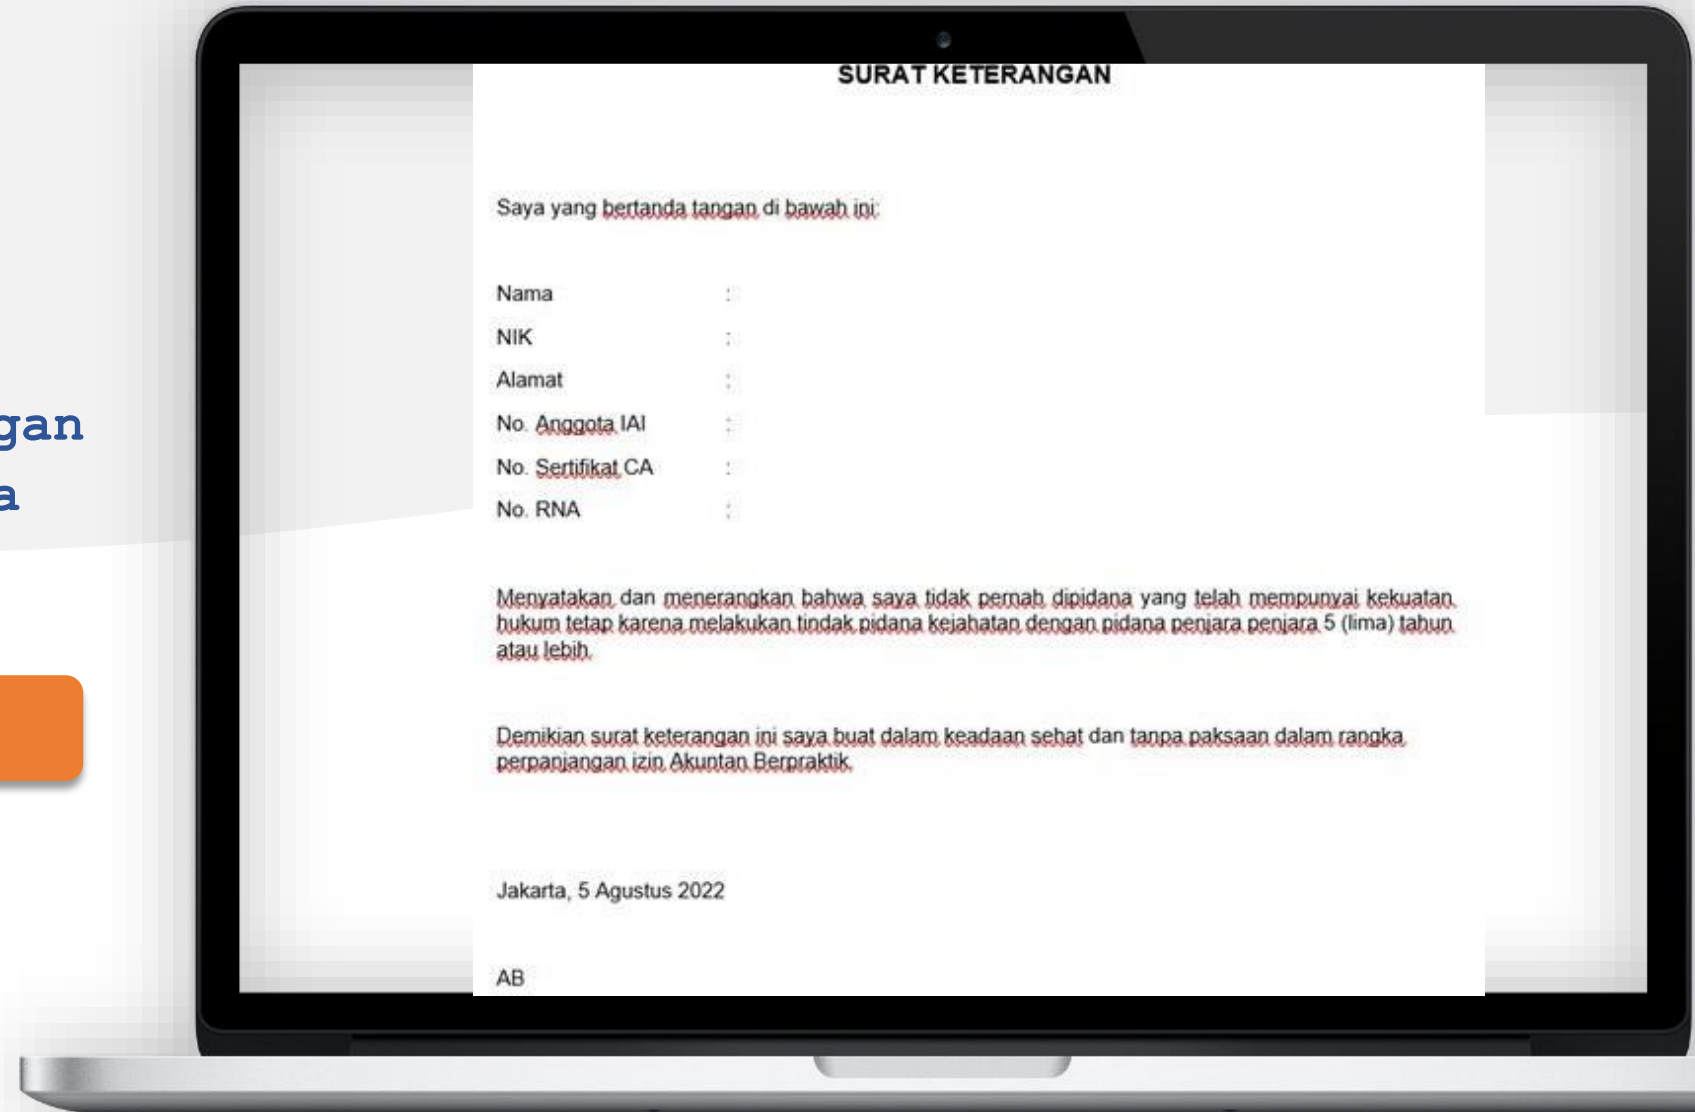 SURAT KETERANGAN
Saya yang bertanda tangan di bawah ini:
Nama :
NIK :
Alamat :
No. Anggota IAI :
No. Sertifikat CA :
No. RNA :
gan
a
Menyatakan dan menerangkan bahwa saya tidak pernah dipidana yang telah mempunyai kekuatan
hukum tetap karena melakukan tindak pidana kejahatan dengan pidana penjara penjara 5 (lima) tahun
atau lebih.
Demikian surat keterangan ini saya buat dalam keadaan sehat dan tanpa paksaan dalam rangka
perpanjangan izin Akuntan Berpraktik.
Jakarta, 5 Agustus 2022
AB